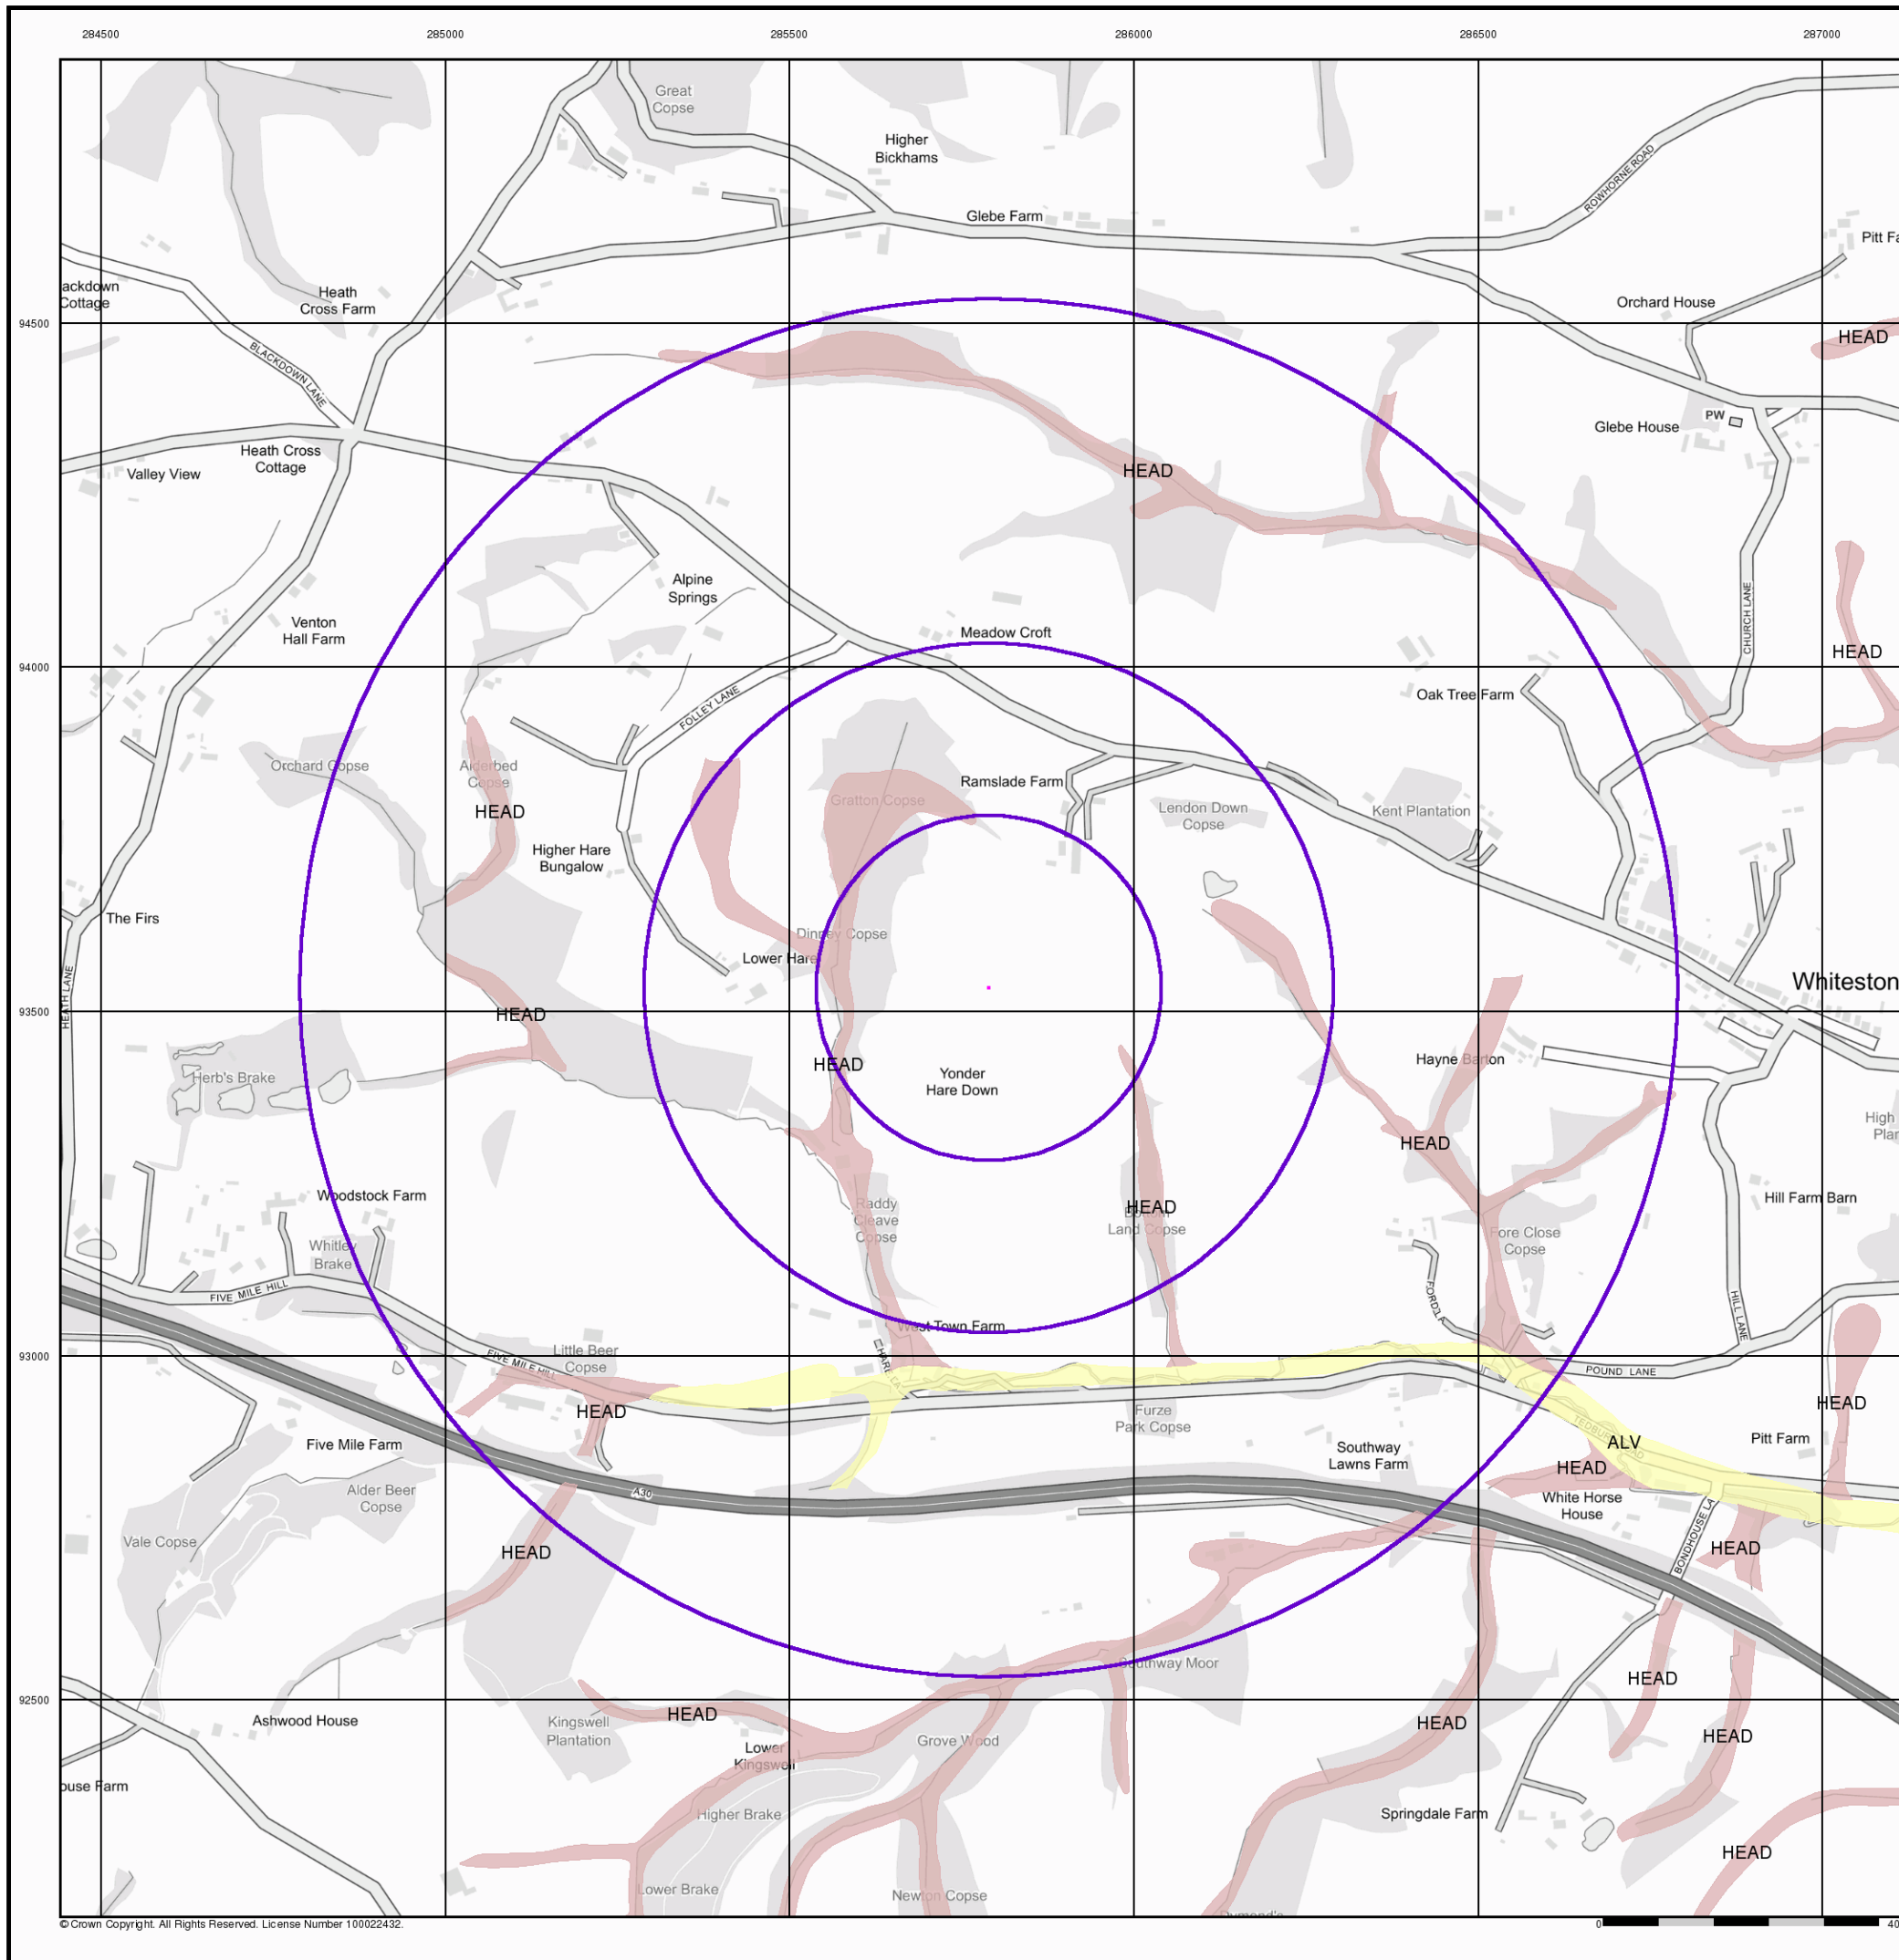 284500 285000 285500 286000 286500 287000
Great
Copse
Higher
Bickhams
ROWHORNE ROAD
Glebe Farm
Pitt Fa
ackdown
Cottage
Heath
Cross Farm
Orchard House
94500
HEAD
BLACKDOWN LANE
PW
Glebe House
Heath Cross
Cottage
Valley View
HEAD
Alpine
Springs
CHURCH LANE
Venton
Hall Farm
Meadow Croft
HEAD
94000
Oak Tree Farm
FOLLEY LANE
Orchard Copse
Alderbed
Copse
Ramslade Farm
Gratton Copse
Lendon Down
Copse
Kent Plantation
HEAD
Higher Hare
Bungalow
The Firs
Dinney Copse
Lower Hare
Whiteston
HEATH LANE
93500
HEAD
HEAD
Hayne Barton
Herb's Brake
Yonder
Hare Down
High
Plar
HEAD
Woodstock Farm
Hill Farm Barn
Raddy
Cleave
Copse
HEAD
Land Copse
Fore Close
Copse
Whitley
Brake
FIVE MILE HILL
HILL LANE
West Town Farm
93000
Little Beer
Copse
FIVE MILE HILL
POUND LANE
HEAD
Furze
Park Copse
HEAD
Five Mile Farm
Southway
Lawns Farm
TEDBURN ROAD
ALV
Pitt Farm
HEAD
Alder Beer
Copse
A30
White Horse
House
Vale Copse
HEAD
BONDHOUSE LA
HEAD
Southway Moor
92500
HEAD
Ashwood House
Kingswell
Plantation
HEAD
HEAD
HEAD
Grove Wood
Lower
Kingswell
ouse Farm
Higher Brake
Springdale Farm
HEAD
Lower Brake
Newton Copse
Dymond's
© Crown Copyright. All Rights Reserved. License Number 100022432.
0 40